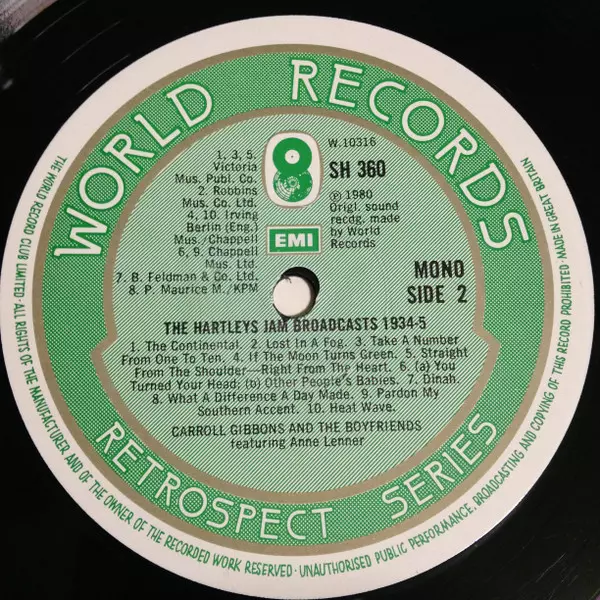 WORLD RECORDS
1, 3, 5.
Victoria
Mus. Publ. Co.
2. Robbins
Mus. Co. Ltd.
4, 10. Irving
Berlin (Eng.)
Mus./Chappell
6, 9. Chappell
Mus. Ltd.
7. B. Feldman & Co. Ltd.
8. P. Maurice M./KPM
EMI
W.10316
SH 360
℗ 1980
Origl. sound
recdg. made
by World
Records
MONO
SIDE 2
THE HARTLEYS JAM BROADCASTS 1934-5
1. The Continental. 2. Lost In A Fog. 3. Take A Number
From One To Ten. 4. If The Moon Turns Green. 5. Straight
From The Shoulder—Right From The Heart. 6. (a) You
Turned Your Head; (b) Other People's Babies. 7. Dinah.
8. What A Difference A Day Made. 9. Pardon My
Southern Accent. 10. Heat Wave.
CARROLL GIBBONS AND THE BOYFRIENDS
featuring Anne Lenner
RETROSPECT SERIES
THE WORLD RECORD CLUB LIMITED · ALL RIGHTS OF THE MANUFACTURER AND OF THE OWNER OF THE RECORDED WORK RESERVED · UNAUTHORISED PUBLIC PERFORMANCE, BROADCASTING AND COPYING OF THIS RECORD PROHIBITED · MADE IN GREAT BRITAIN